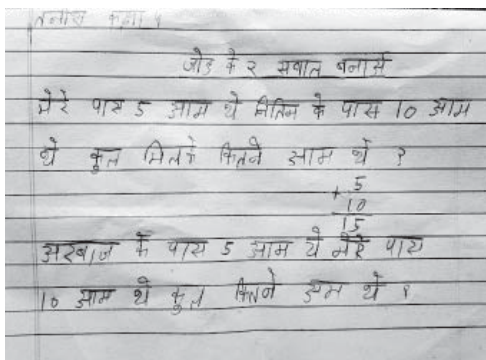 कक्षा 4
जोड के २ सवाल बनाये
मेरे पास 5 आम थे नितिन के पास 10 आम
थे कुल मिलके कितने आम थे ?
5
+ 10
15
अरबाज के पास 5 आम थे मेरे पास
10 आम थे कुल कितने आम थे ?